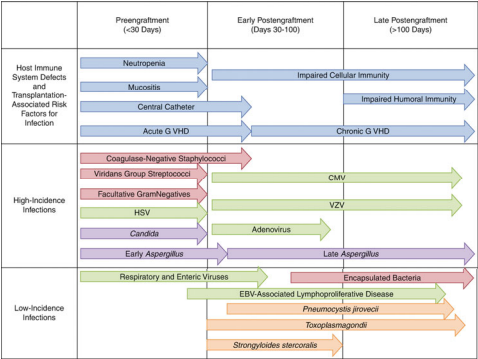 Preengraftment
(<30 Days)
Early Postengraftment
(Days 30-100)
Late Postengraftment
(>100 Days)
Host Immune
System Defects
and
Transplantation-
Associated Risk
Factors for
Infection
Neutropenia
Impaired Cellular Immunity
Mucositis
Impaired Humoral Immunity
Central Catheter
Acute G VHD
Chronic G VHD
High-Incidence
Infections
Coagulase-Negative Staphylococci
Viridans Group Streptococci
CMV
Facultative GramNegatives
VZV
HSV
Candida
Adenovirus
Early Aspergillus
Late Aspergillus
Low-Incidence
Infections
Respiratory and Enteric Viruses
Encapsulated Bacteria
EBV-Associated Lymphoproliferative Disease
Pneumocystis jirovecii
Toxoplasmagondii
Strongyloides stercoralis